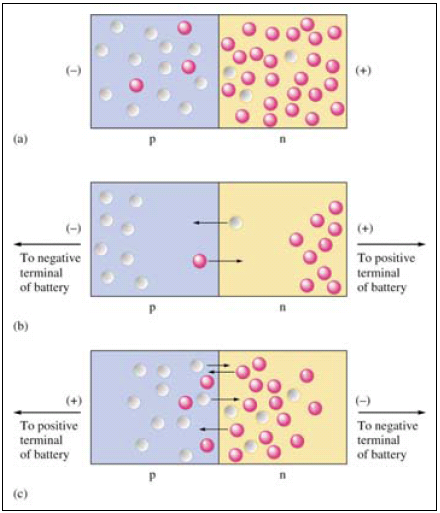 (–)
(+)
p
n
(a)
(–)
(+)
To negative
terminal
of battery
To positive
terminal
of battery
p
n
(b)
(+)
(–)
To positive
terminal
of battery
To negative
terminal
of battery
p
n
(c)